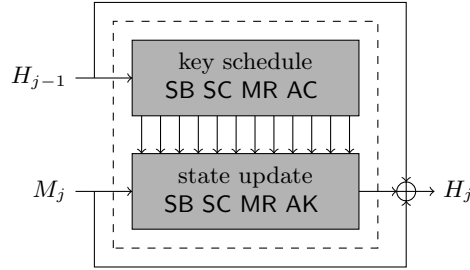 key schedule
H_{j−1}
SB SC MR AC
state update
M_j
H_j
SB SC MR AK